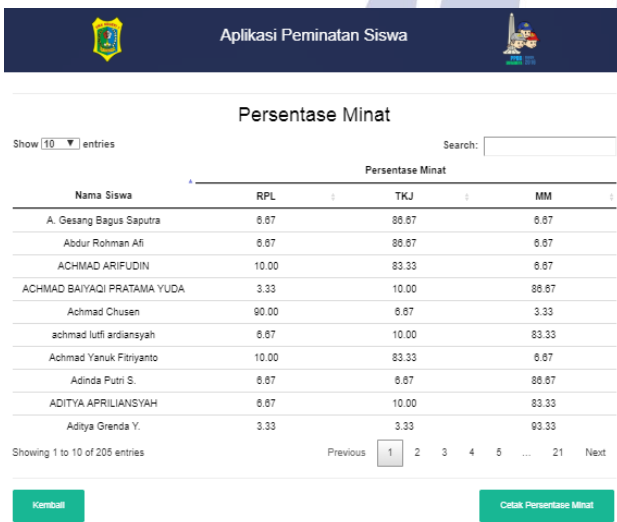 Aplikasi Peminatan Siswa
Persentase Minat
Show 10 entries
Search:
Persentase Minat
Nama Siswa RPL TKJ MM
A. Gesang Bagus Saputra 6.67 86.67 6.67
Abdur Rohman Afi 6.67 86.67 6.67
ACHMAD ARIFUDIN 10.00 83.33 6.67
ACHMAD BAIYAQI PRATAMA YUDA 3.33 10.00 86.67
Achmad Chusen 90.00 6.67 3.33
achmad lutfi ardiansyah 6.67 10.00 83.33
Achmad Yanuk Fitriyanto 10.00 83.33 6.67
Adinda Putri S. 6.67 6.67 86.67
ADITYA APRILIANSYAH 6.67 10.00 83.33
Aditya Grenda Y. 3.33 3.33 93.33
Showing 1 to 10 of 205 entries
Previous 1 2 3 4 5 ... 21 Next
Kembali
Cetak Persentase Minat